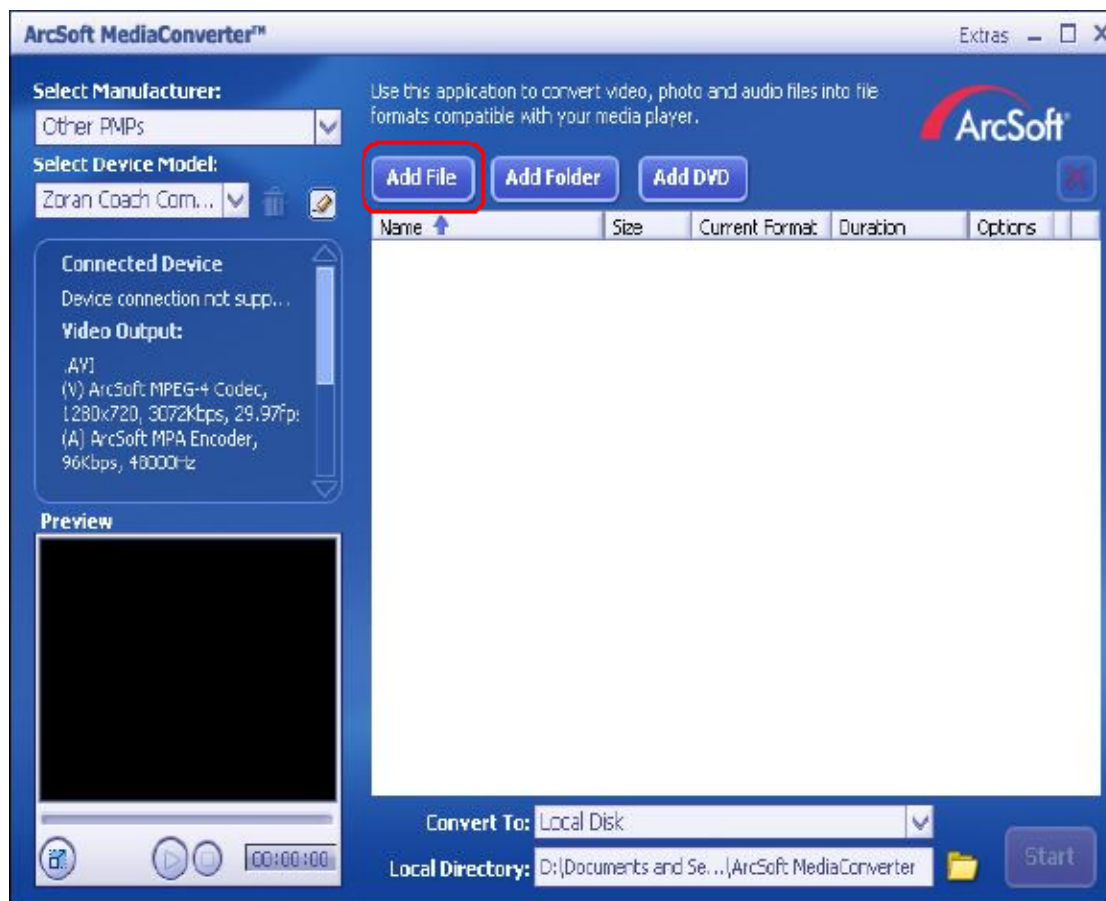 ArcSoft MediaConverter™
Extras
Select Manufacturer:
Other PMPs
Select Device Model:
Zoran Coach Com...
Connected Device
Device connection not supp...
Video Output:
.AVI
(V) ArcSoft MPEG-4 Codec,
1280x720, 3072Kbps, 29.97fp
(A) ArcSoft MPA Encoder,
96Kbps, 48000Hz
Preview
00:00:00
Use this application to convert video, photo and audio files into file
formats compatible with your media player.
ArcSoft
Add File Add Folder Add DVD
Name Size Current Format Duration Options
Convert To: Local Disk
Local Directory: D:\Documents and Se...\ArcSoft MediaConverter
Start